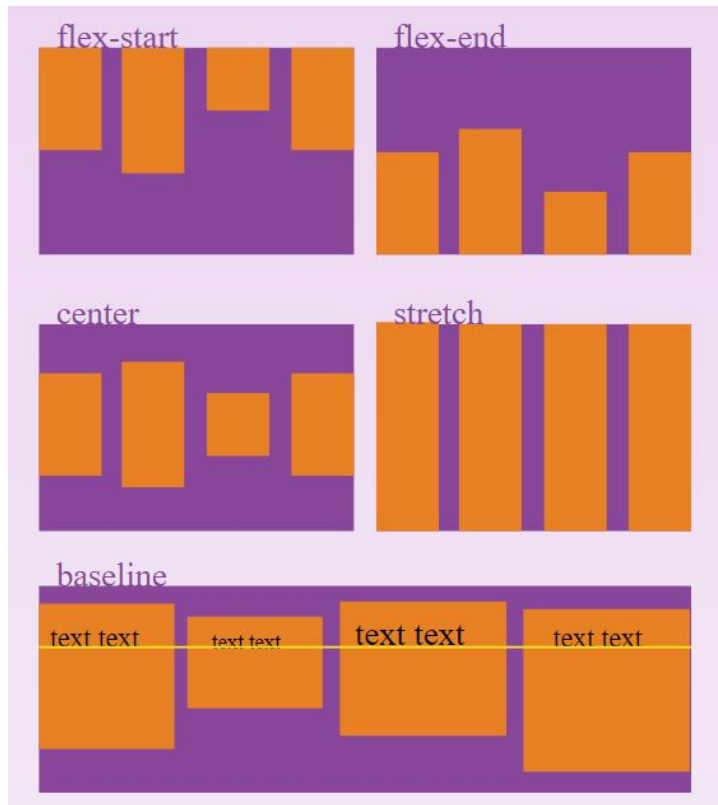 flex-start
flex-end
center
stretch
baseline
text text
text text
text text
text text